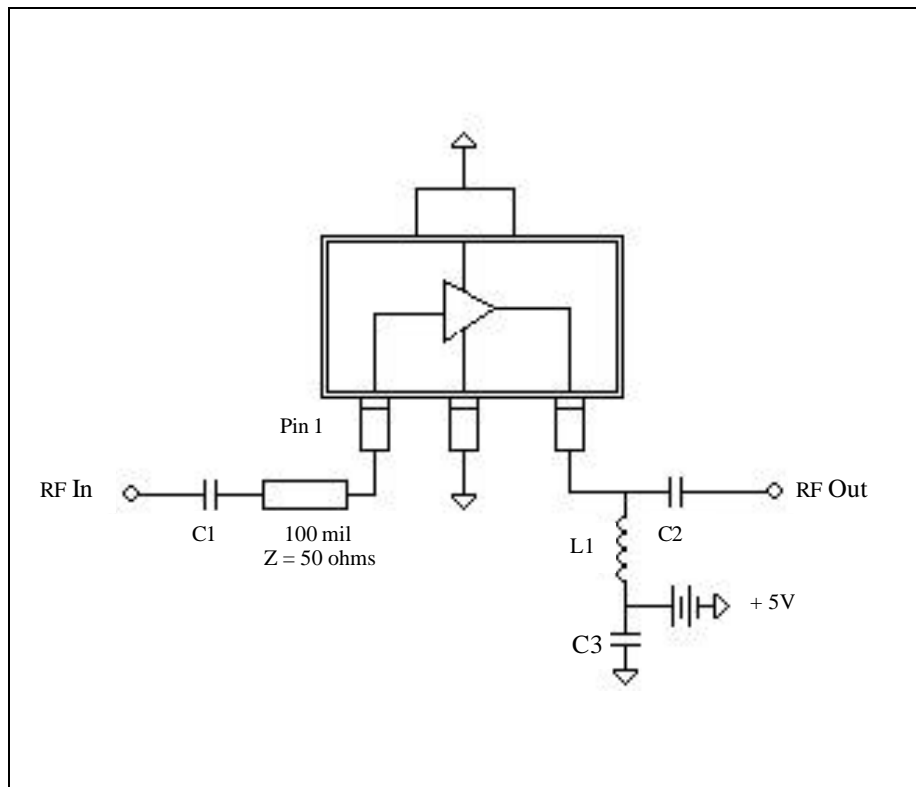 Pin 1
RF In
RF Out
C1
100 mil
Z = 50 ohms
L1
C2
+ 5V
C3